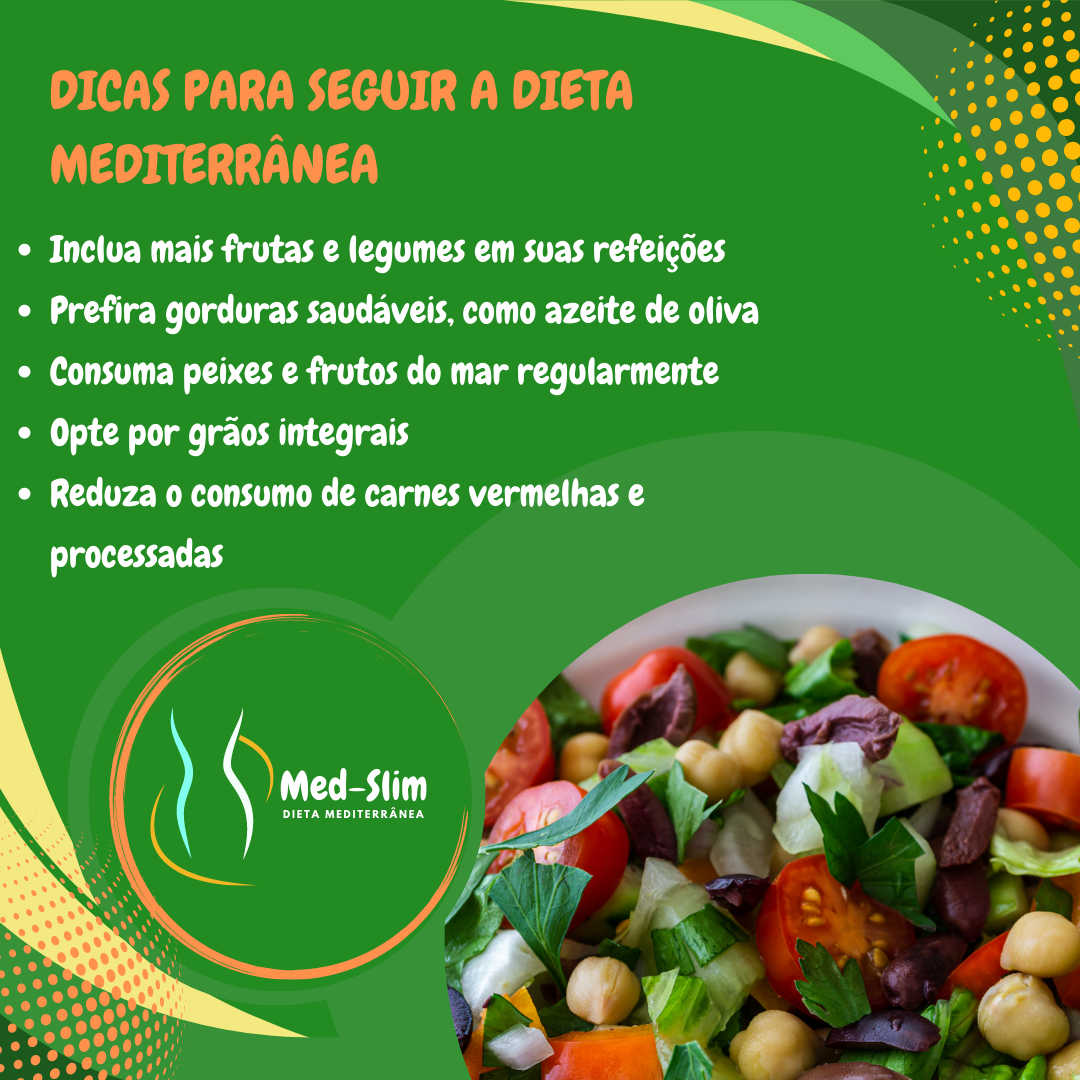 DICAS PARA SEGUIR A DIETA
MEDITERRÂNEA
• Inclua mais frutas e legumes em suas refeições
• Prefira gorduras saudáveis, como azeite de oliva
• Consuma peixes e frutos do mar regularmente
• Opte por grãos integrais
• Reduza o consumo de carnes vermelhas e
processadas
Med-Slim
DIETA MEDITERRÂNEA